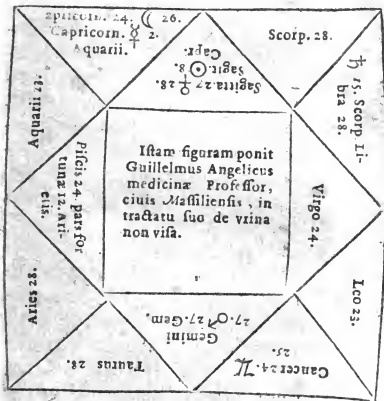 apricorn. 24. ☾ 26.
Capricorn. ☿ 2.
Aquarii.
Capr.
Sagit. ☉ 8.
Sagitta. 27 ☿ 28.
Scorp. 28.
♄ 15. Scorp. Li-
bra 28.
Aquarii 23.
Piscis 24. pars for
tunæ 12. Ari-
etis.
Istam figuram ponit
Guillelmus Angelicus
medicinæ Professor,
ciuis Massiliensis, in
tractatu suo de vrina
non visa.
Virgo 24.
Aries 28.
Taurus 28.
Gemini
27. ♂ 27. Gem.
Cancer 24. ♃
25.
Leo 23.